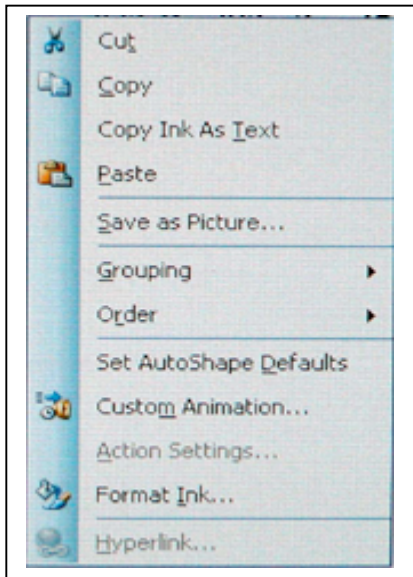 Cut
Copy
Copy Ink As Text
Paste
Save as Picture...
Grouping
Order
Set AutoShape Defaults
Custom Animation...
Action Settings...
Format Ink...
Hyperlink...